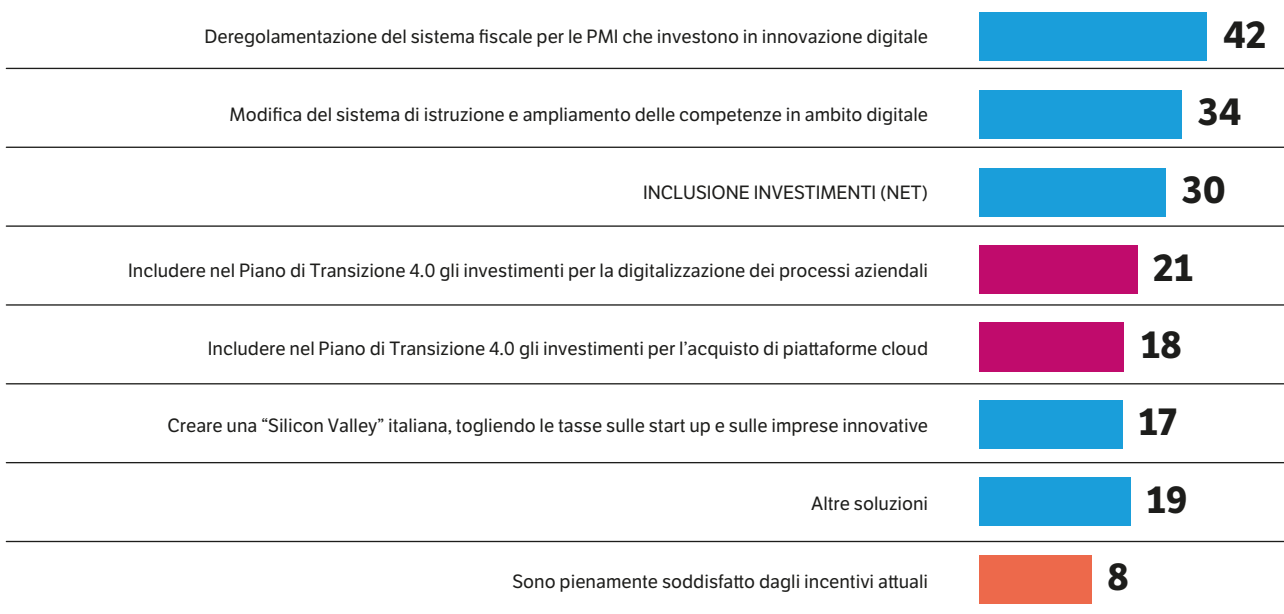 Deregolamentazione del sistema fiscale per le PMI che investono in innovazione digitale 42
Modifica del sistema di istruzione e ampliamento delle competenze in ambito digitale 34
INCLUSIONE INVESTIMENTI (NET) 30
Includere nel Piano di Transizione 4.0 gli investimenti per la digitalizzazione dei processi aziendali 21
Includere nel Piano di Transizione 4.0 gli investimenti per l’acquisto di piattaforme cloud 18
Creare una “Silicon Valley” italiana, togliendo le tasse sulle start up e sulle imprese innovative 17
Altre soluzioni 19
Sono pienamente soddisfatto dagli incentivi attuali 8